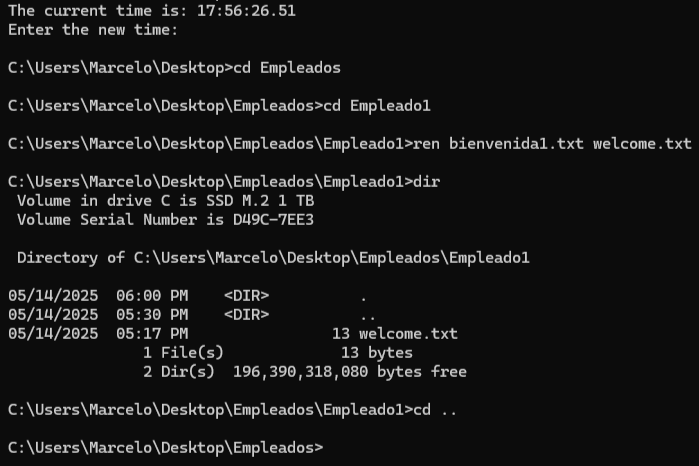 The current time is: 17:56:26.51
Enter the new time:
C:\Users\Marcelo\Desktop>cd Empleados
C:\Users\Marcelo\Desktop\Empleados>cd Empleado1
C:\Users\Marcelo\Desktop\Empleados\Empleado1>ren bienvenida1.txt welcome.txt
C:\Users\Marcelo\Desktop\Empleados\Empleado1>dir
 Volume in drive C is SSD M.2 1 TB
 Volume Serial Number is D49C-7EE3
 Directory of C:\Users\Marcelo\Desktop\Empleados\Empleado1
05/14/2025  06:00 PM    <DIR>          .
05/14/2025  05:30 PM    <DIR>          ..
05/14/2025  05:17 PM                13 welcome.txt
               1 File(s)             13 bytes
               2 Dir(s)  196,390,318,080 bytes free
C:\Users\Marcelo\Desktop\Empleados\Empleado1>cd ..
C:\Users\Marcelo\Desktop\Empleados>